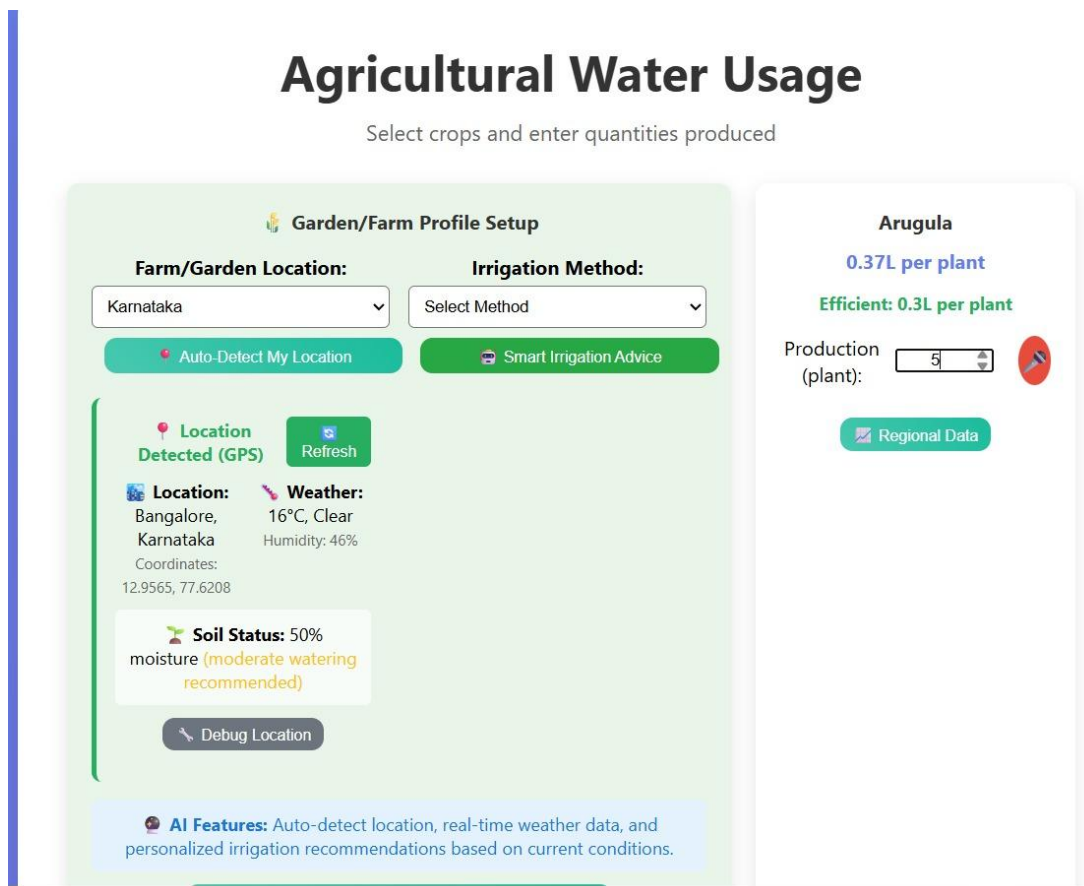 Agricultural Water Usage
Select crops and enter quantities produced
Garden/Farm Profile Setup
Farm/Garden Location:
Karnataka
Auto-Detect My Location
Irrigation Method:
Select Method
Smart Irrigation Advice
Location
Detected (GPS)
Refresh
Location:
Bangalore,
Karnataka
Coordinates:
12.9565, 77.6208
Weather:
16°C, Clear
Humidity: 46%
Soil Status: 50%
moisture (moderate watering
recommended)
Debug Location
AI Features: Auto-detect location, real-time weather data, and
personalized irrigation recommendations based on current conditions.
Arugula
0.37L per plant
Efficient: 0.3L per plant
Production
(plant):
5
Regional Data